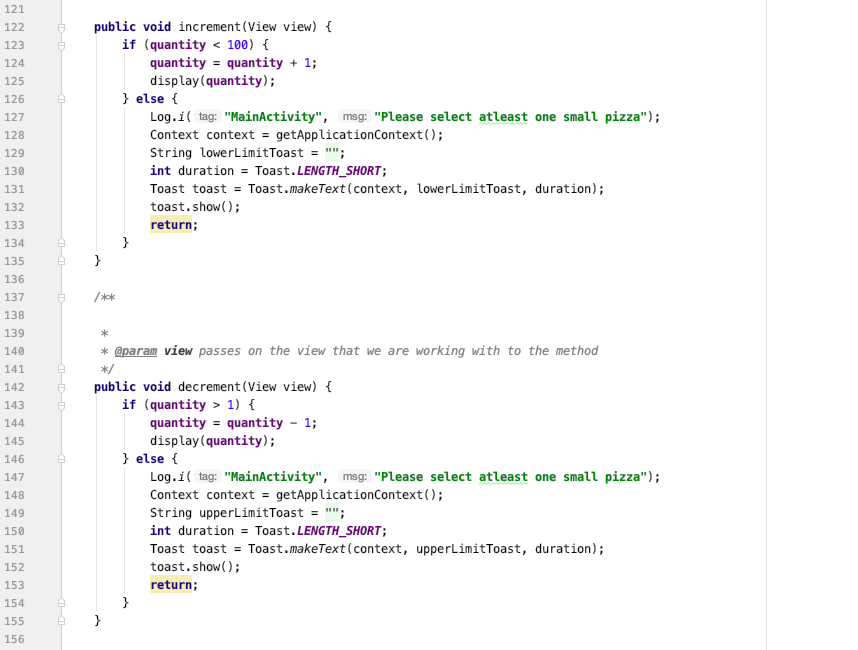 121
122 public void increment(View view) {
123 if (quantity < 100) {
124 quantity = quantity + 1;
125 display(quantity);
126 } else {
127 Log.i( tag: "MainActivity", msg: "Please select atleast one small pizza");
128 Context context = getApplicationContext();
129 String lowerLimitToast = "";
130 int duration = Toast.LENGTH_SHORT;
131 Toast toast = Toast.makeText(context, lowerLimitToast, duration);
132 toast.show();
133 return;
134 }
135 }
136
137 /**
138
139 *
140 * @param view passes on the view that we are working with to the method
141 */
142 public void decrement(View view) {
143 if (quantity > 1) {
144 quantity = quantity - 1;
145 display(quantity);
146 } else {
147 Log.i( tag: "MainActivity", msg: "Please select atleast one small pizza");
148 Context context = getApplicationContext();
149 String upperLimitToast = "";
150 int duration = Toast.LENGTH_SHORT;
151 Toast toast = Toast.makeText(context, upperLimitToast, duration);
152 toast.show();
153 return;
154 }
155 }
156